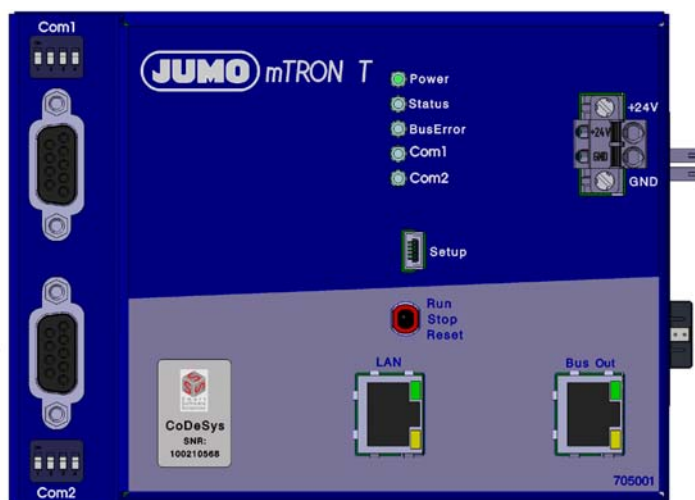 Com1
JUMO mTRON T
Power
Status
BusError
Com1
Com2
+24V
+24V
GND
GND
Setup
Run
Stop
Reset
LAN
Bus Out
CoDeSys
SNR:
100210568
705001
Com2